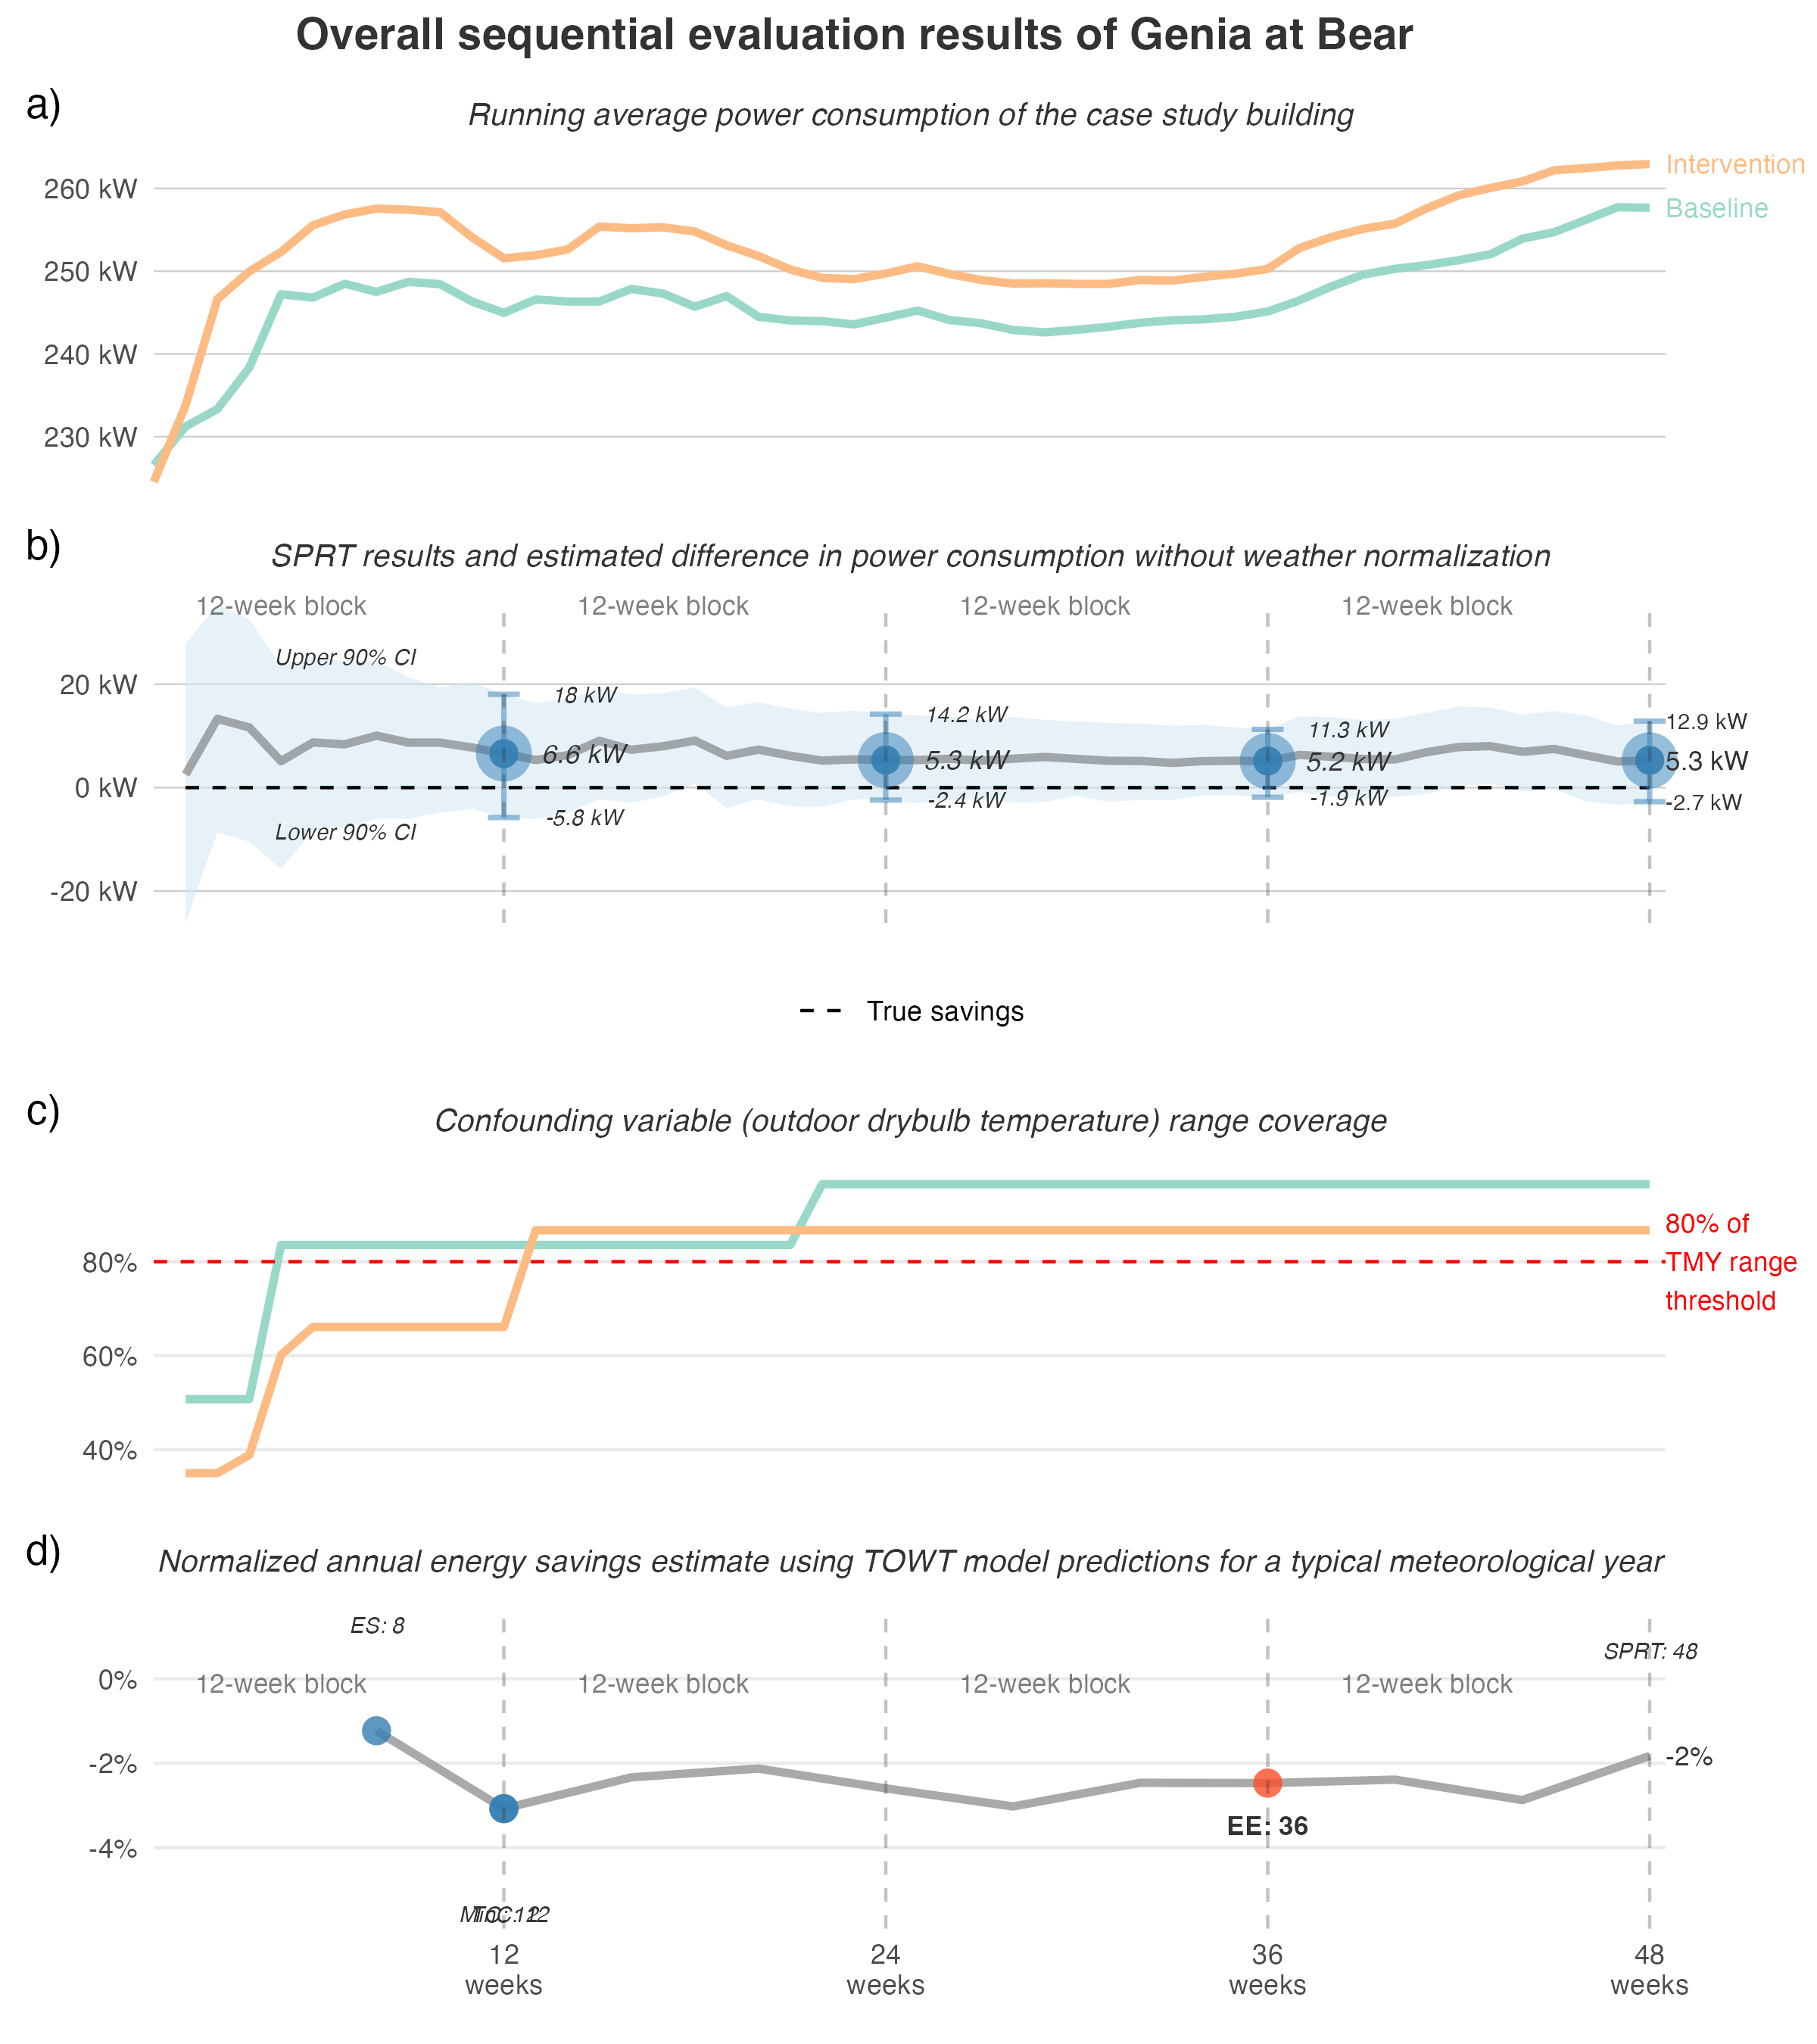 Overall sequential evaluation results of Genia at Bear
a)
Running average power consumption of the case study building
260 kW
250 kW
240 kW
230 kW
Intervention
Baseline
b)
SPRT results and estimated difference in power consumption without weather normalization
12-week block 12-week block 12-week block 12-week block
Upper 90% CI
Lower 90% CI
20 kW
0 kW
-20 kW
18 kW
6.6 kW
-5.8 kW
14.2 kW
5.3 kW
-2.4 kW
11.3 kW
5.2 kW
-1.9 kW
12.9 kW
5.3 kW
-2.7 kW
True savings
c)
Confounding variable (outdoor drybulb temperature) range coverage
80%
60%
40%
80% of
TMY range
threshold
d)
Normalized annual energy savings estimate using TOWT model predictions for a typical meteorological year
ES: 8
SPRT: 48
12-week block 12-week block 12-week block 12-week block
0%
-2%
-4%
-2%
EE: 36
12
weeks
24
weeks
36
weeks
48
weeks